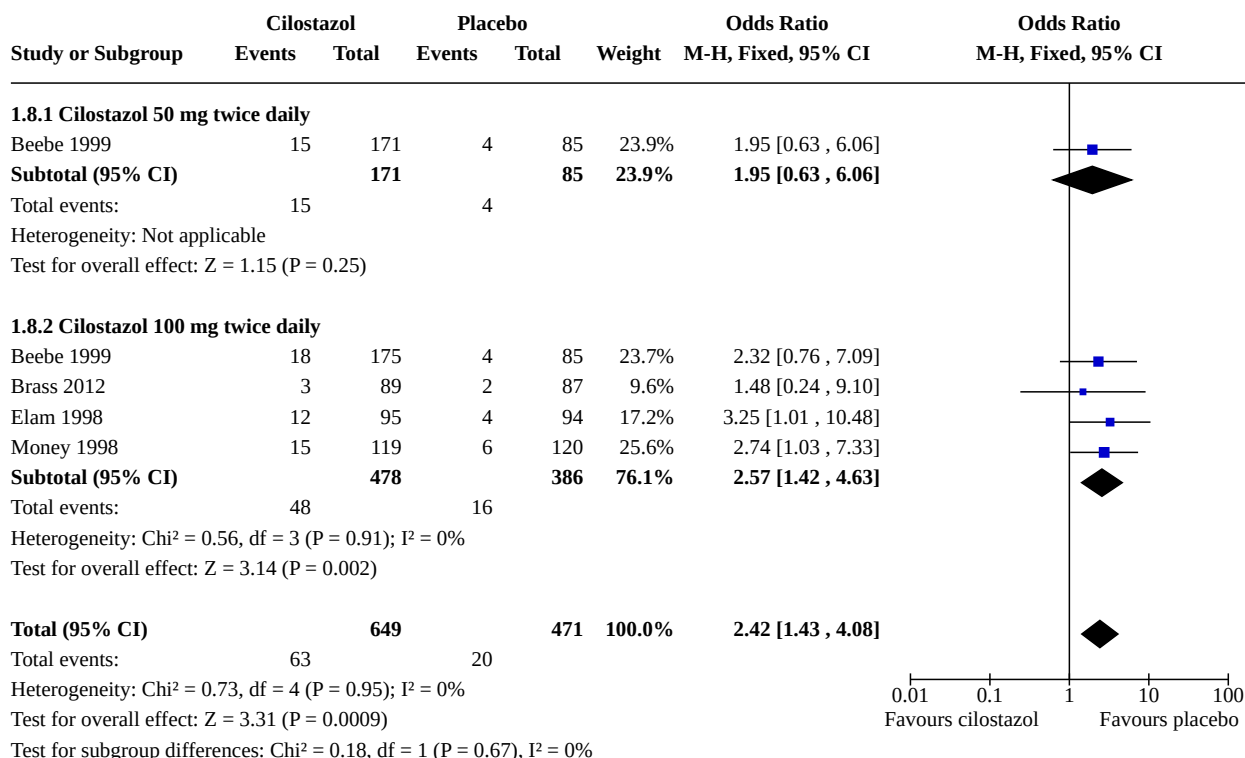 Cilostazol Placebo Odds Ratio Odds Ratio
Study or Subgroup Events Total Events Total Weight M-H, Fixed, 95% CI M-H, Fixed, 95% CI
1.8.1 Cilostazol 50 mg twice daily
Beebe 1999 15 171 4 85 23.9% 1.95 [0.63 , 6.06]
Subtotal (95% CI) 171 85 23.9% 1.95 [0.63 , 6.06]
Total events: 15 4
Heterogeneity: Not applicable
Test for overall effect: Z = 1.15 (P = 0.25)
1.8.2 Cilostazol 100 mg twice daily
Beebe 1999 18 175 4 85 23.7% 2.32 [0.76 , 7.09]
Brass 2012 3 89 2 87 9.6% 1.48 [0.24 , 9.10]
Elam 1998 12 95 4 94 17.2% 3.25 [1.01 , 10.48]
Money 1998 15 119 6 120 25.6% 2.74 [1.03 , 7.33]
Subtotal (95% CI) 478 386 76.1% 2.57 [1.42 , 4.63]
Total events: 48 16
Heterogeneity: Chi² = 0.56, df = 3 (P = 0.91); I² = 0%
Test for overall effect: Z = 3.14 (P = 0.002)
Total (95% CI) 649 471 100.0% 2.42 [1.43 , 4.08]
Total events: 63 20
Heterogeneity: Chi² = 0.73, df = 4 (P = 0.95); I² = 0%
0.01 0.1 1 10 100
Test for overall effect: Z = 3.31 (P = 0.0009)
Favours cilostazol Favours placebo
Test for subgroup differences: Chi² = 0.18, df = 1 (P = 0.67), I² = 0%